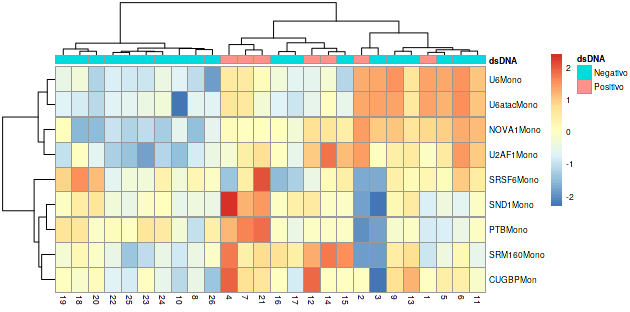 dsDNA
dsDNA
Negativo
Positivo
U6Mono
U6atacMono
NOVA1Mono
U2AF1Mono
SRSF6Mono
SND1Mono
PTBMono
SRM160Mono
CUGBPMon
2
1
0
-1
-2
19 18 20 22 25 23 24 10 8 26 4 7 21 16 17 12 14 15 2 3 9 13 1 5 6 11